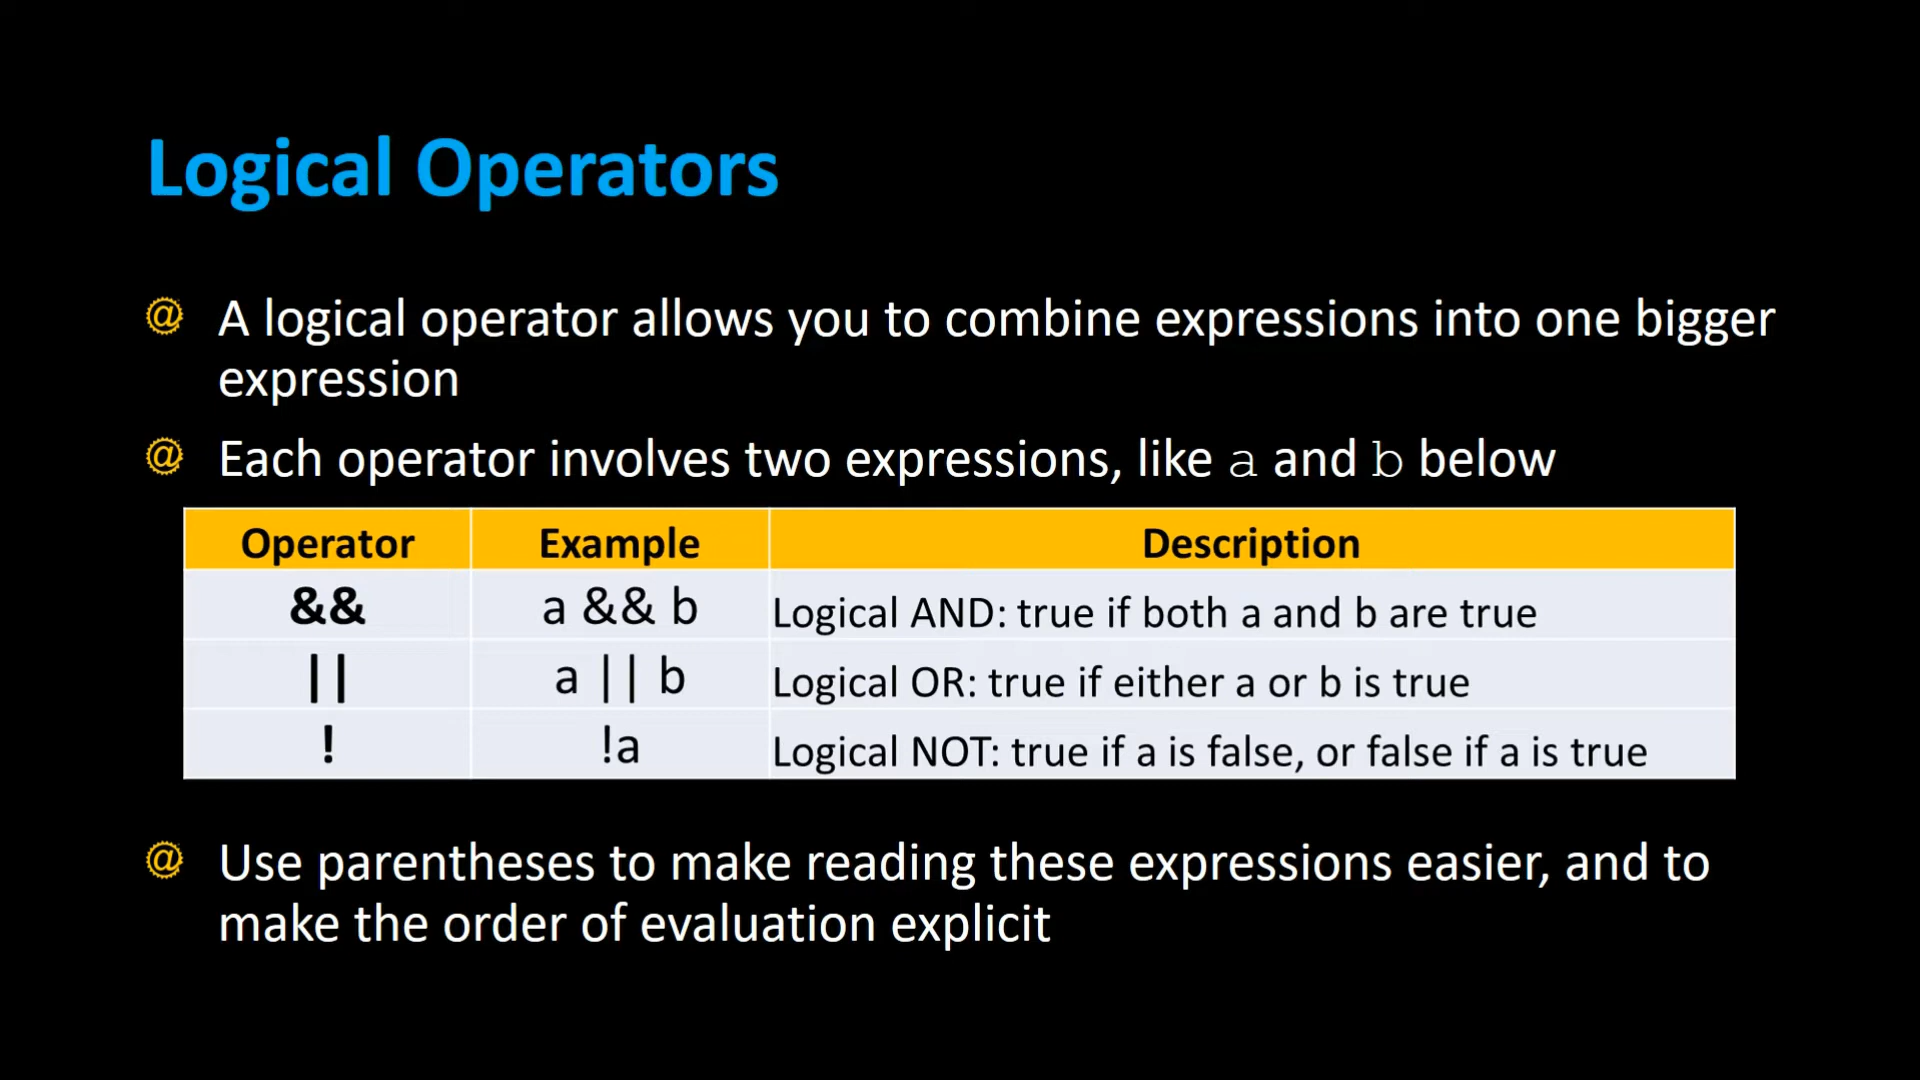 Logical Operators
@ A logical operator allows you to combine expressions into one bigger
expression
@ Each operator involves two expressions, like a and b below
Operator Example Description
&& a && b Logical AND: true if both a and b are true
|| a || b Logical OR: true if either a or b is true
! !a Logical NOT: true if a is false, or false if a is true
@ Use parentheses to make reading these expressions easier, and to
make the order of evaluation explicit